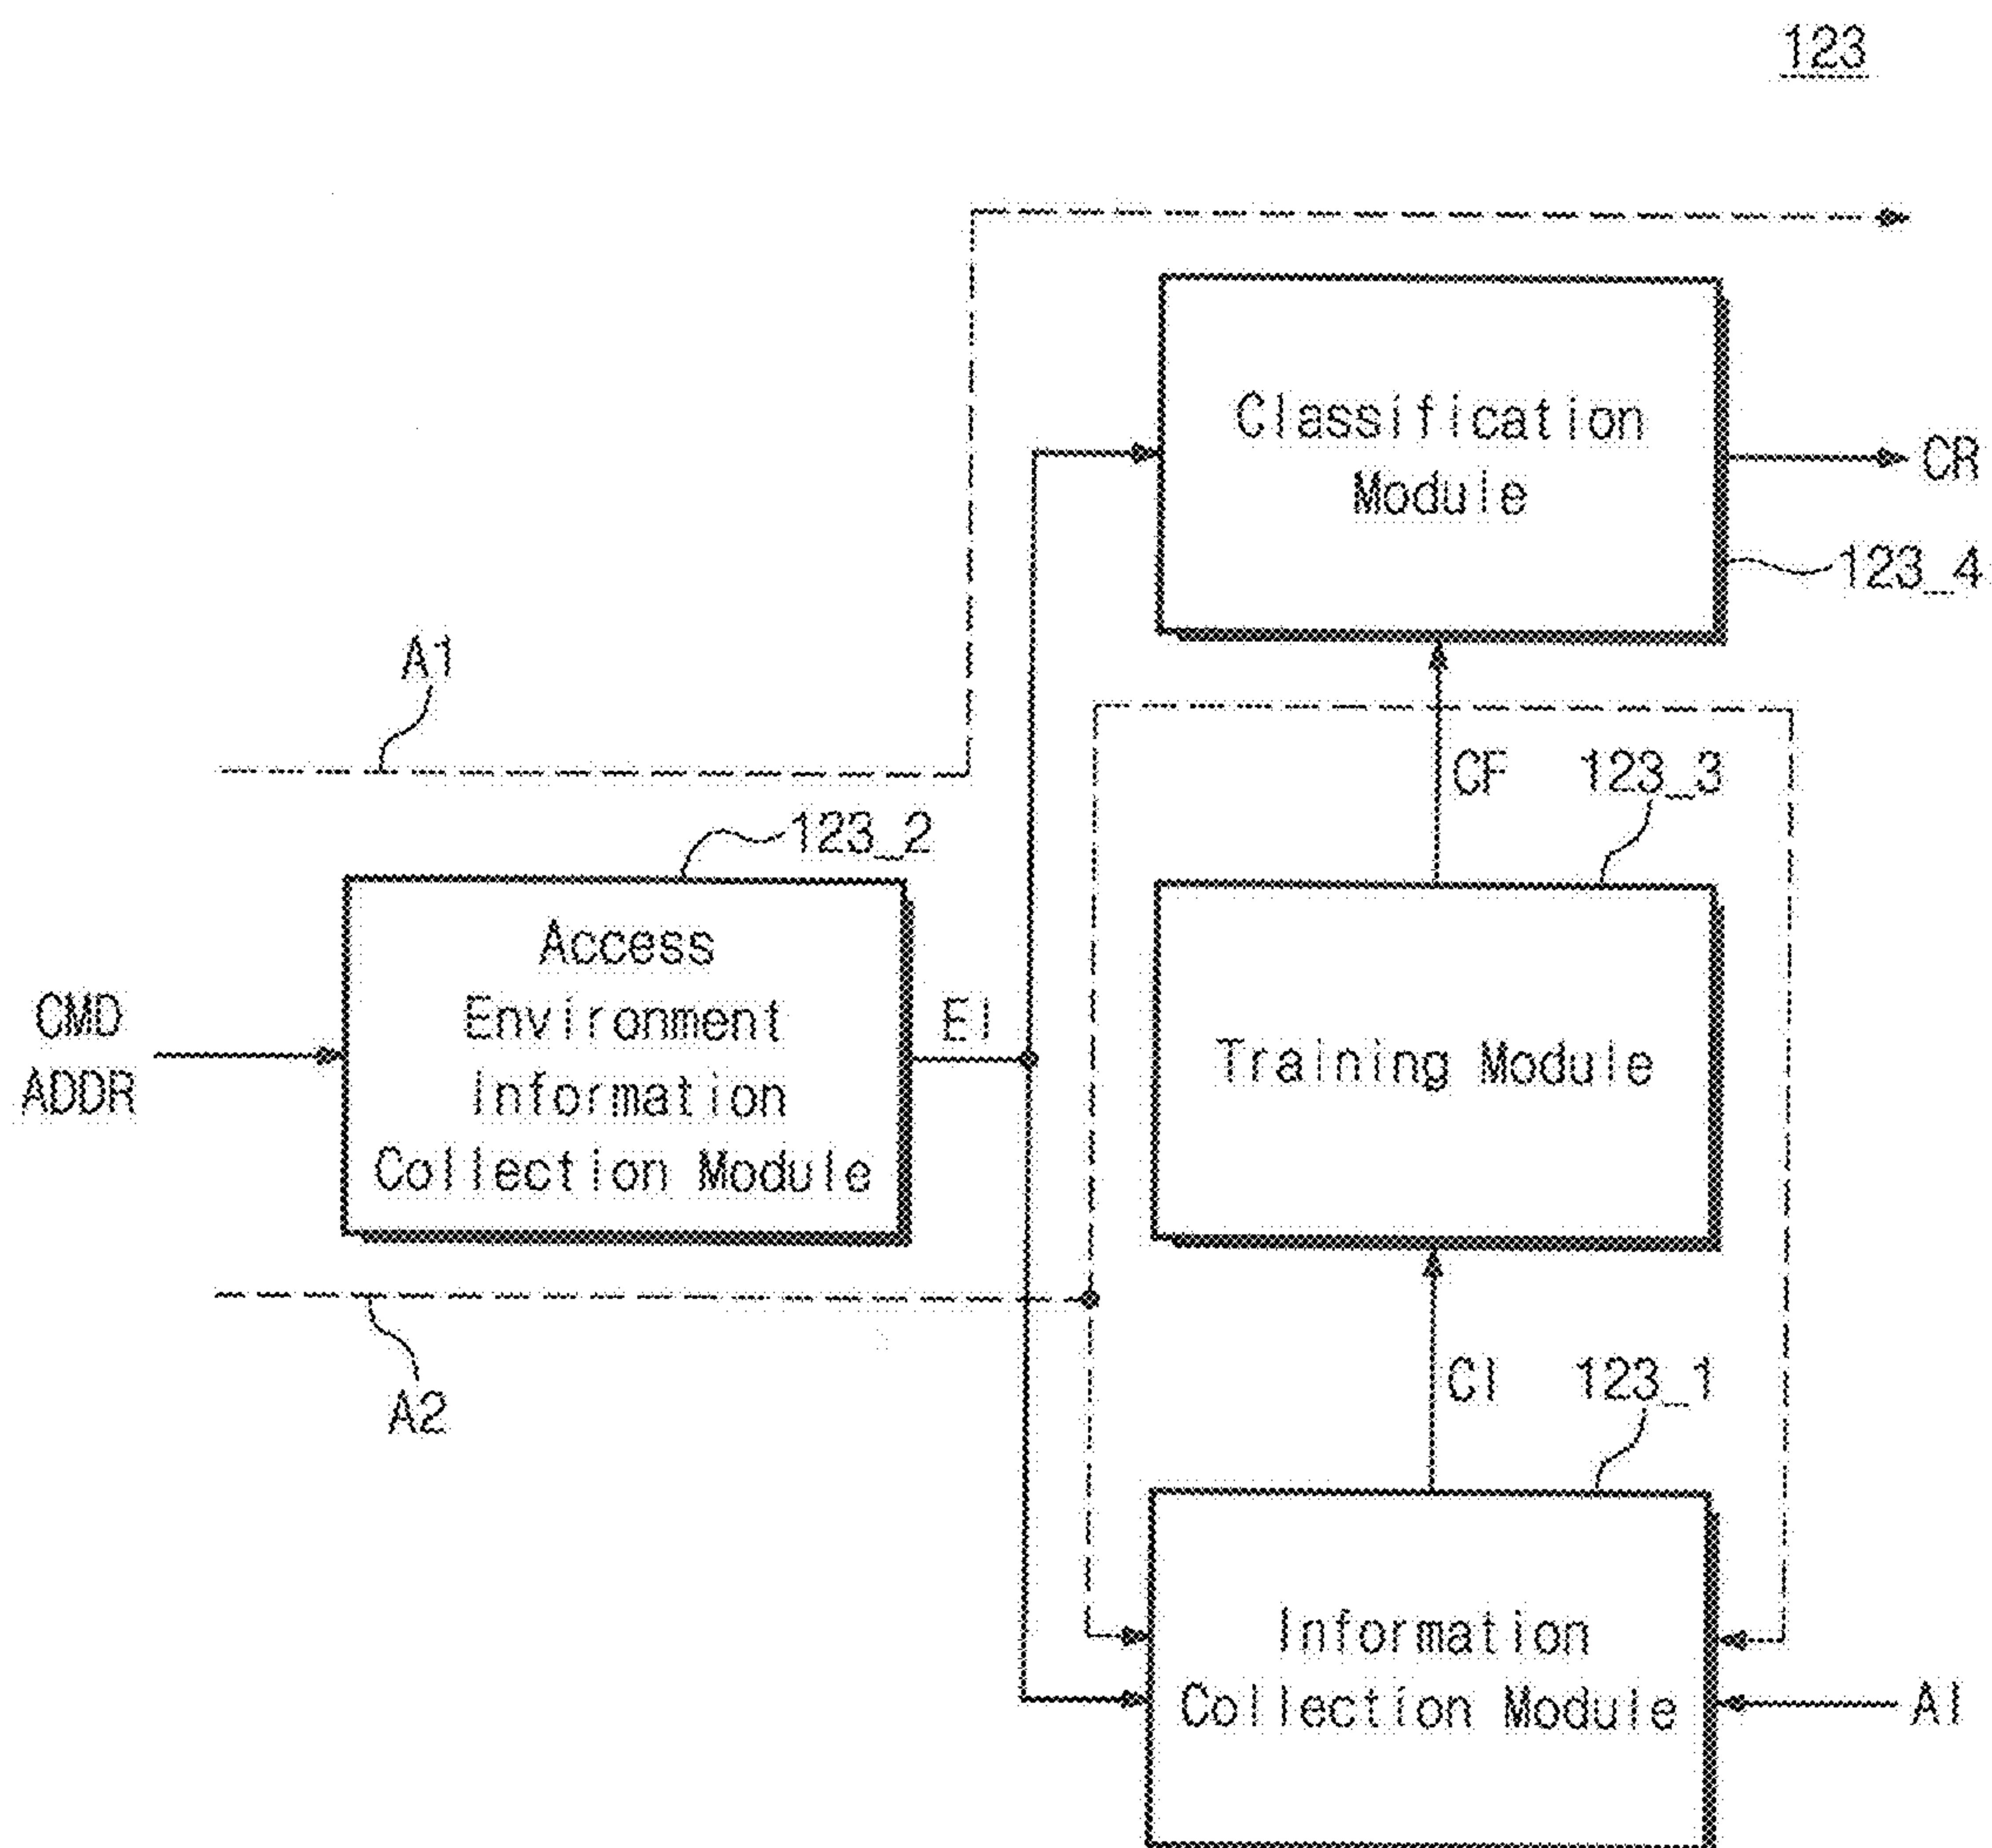 123
Classification
Module
CR
123_4
A1
CF
123_3
123_2
Access
Environment
Information
Collection Module
CMD
ADDR
EI
Training Module
A2
CI
123_1
Information
Collection Module
AI